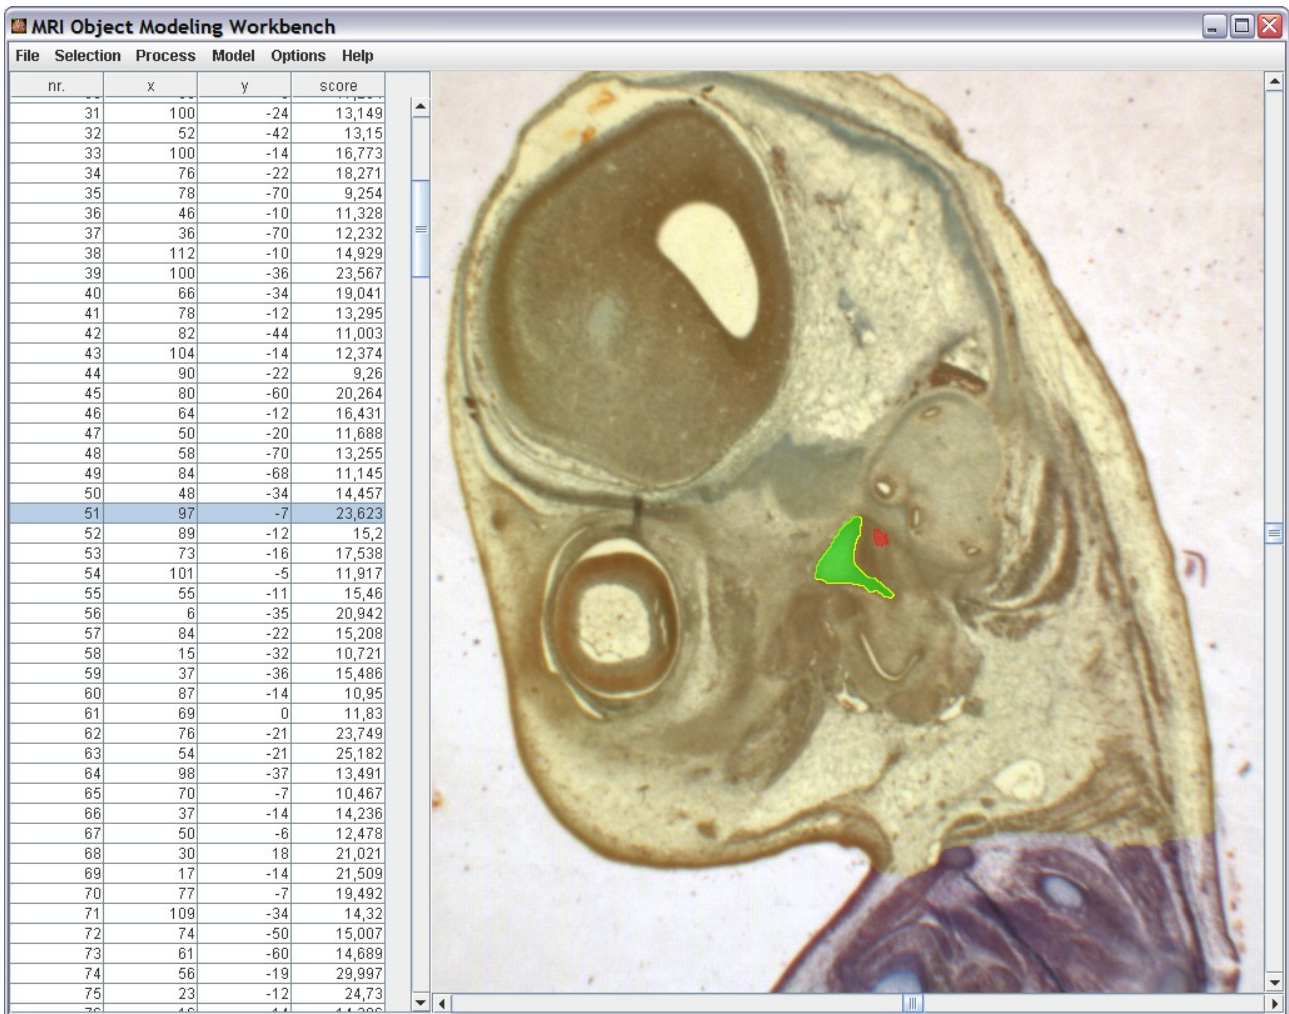 MRI Object Modeling Workbench
File Selection Process Model Options Help
nr. x y score
31 100 -24 13,149
32 52 -42 13,15
33 100 -14 16,773
34 76 -22 18,271
35 78 -70 9,254
36 46 -10 11,328
37 36 -70 12,232
38 112 -10 14,929
39 100 -36 23,567
40 66 -34 19,041
41 78 -12 13,295
42 82 -44 11,003
43 104 -14 12,374
44 90 -22 9,26
45 80 -60 20,264
46 64 -12 16,431
47 50 -20 11,688
48 58 -70 13,255
49 84 -68 11,145
50 48 -34 14,457
51 97 -7 23,623
52 89 -12 15,2
53 73 -16 17,538
54 101 -5 11,917
55 55 -11 15,46
56 6 -35 20,942
57 84 -22 15,208
58 15 -32 10,721
59 37 -36 15,486
60 87 -14 10,95
61 69 0 11,83
62 76 -21 23,749
63 54 -21 25,182
64 98 -37 13,491
65 70 -7 10,467
66 37 -14 14,236
67 50 -6 12,478
68 30 18 21,021
69 17 -14 21,509
70 77 -7 19,492
71 109 -34 14,32
72 74 -50 15,007
73 61 -60 14,689
74 56 -19 29,997
75 23 -12 24,73